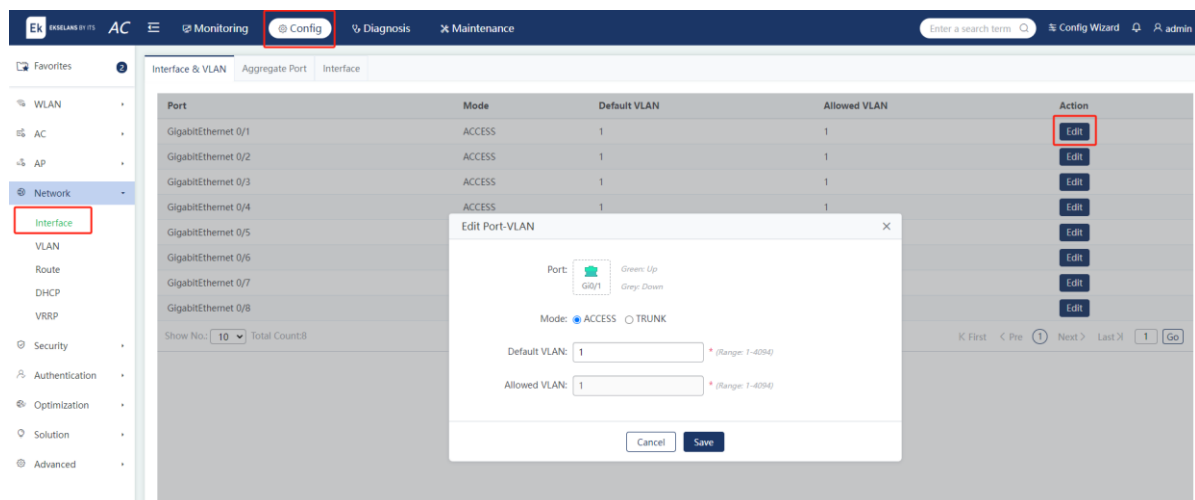 Ek EKSELANS BY ITS AC Monitoring Config Diagnosis Maintenance Enter a search term Config Wizard admin
Favorites 2
Interface & VLAN Aggregate Port Interface
WLAN
AC
AP
Network
Interface
VLAN
Route
DHCP
VRRP
Security
Authentication
Optimization
Solution
Advanced
Port Mode Default VLAN Allowed VLAN Action
GigabitEthernet 0/1 ACCESS 1 1 Edit
GigabitEthernet 0/2 ACCESS 1 1 Edit
GigabitEthernet 0/3 ACCESS 1 1 Edit
GigabitEthernet 0/4 ACCESS 1 1 Edit
GigabitEthernet 0/5 Edit
GigabitEthernet 0/6 Edit
GigabitEthernet 0/7 Edit
GigabitEthernet 0/8 Edit
Show No.: 10 Total Count:8 First < Pre 1 Next > Last 1 Go
Edit Port-VLAN ×
Port: Gi0/1 Green: Up
Grey: Down
Mode: ACCESS TRUNK
Default VLAN: 1 * (Range: 1-4094)
Allowed VLAN: 1 * (Range: 1-4094)
Cancel Save